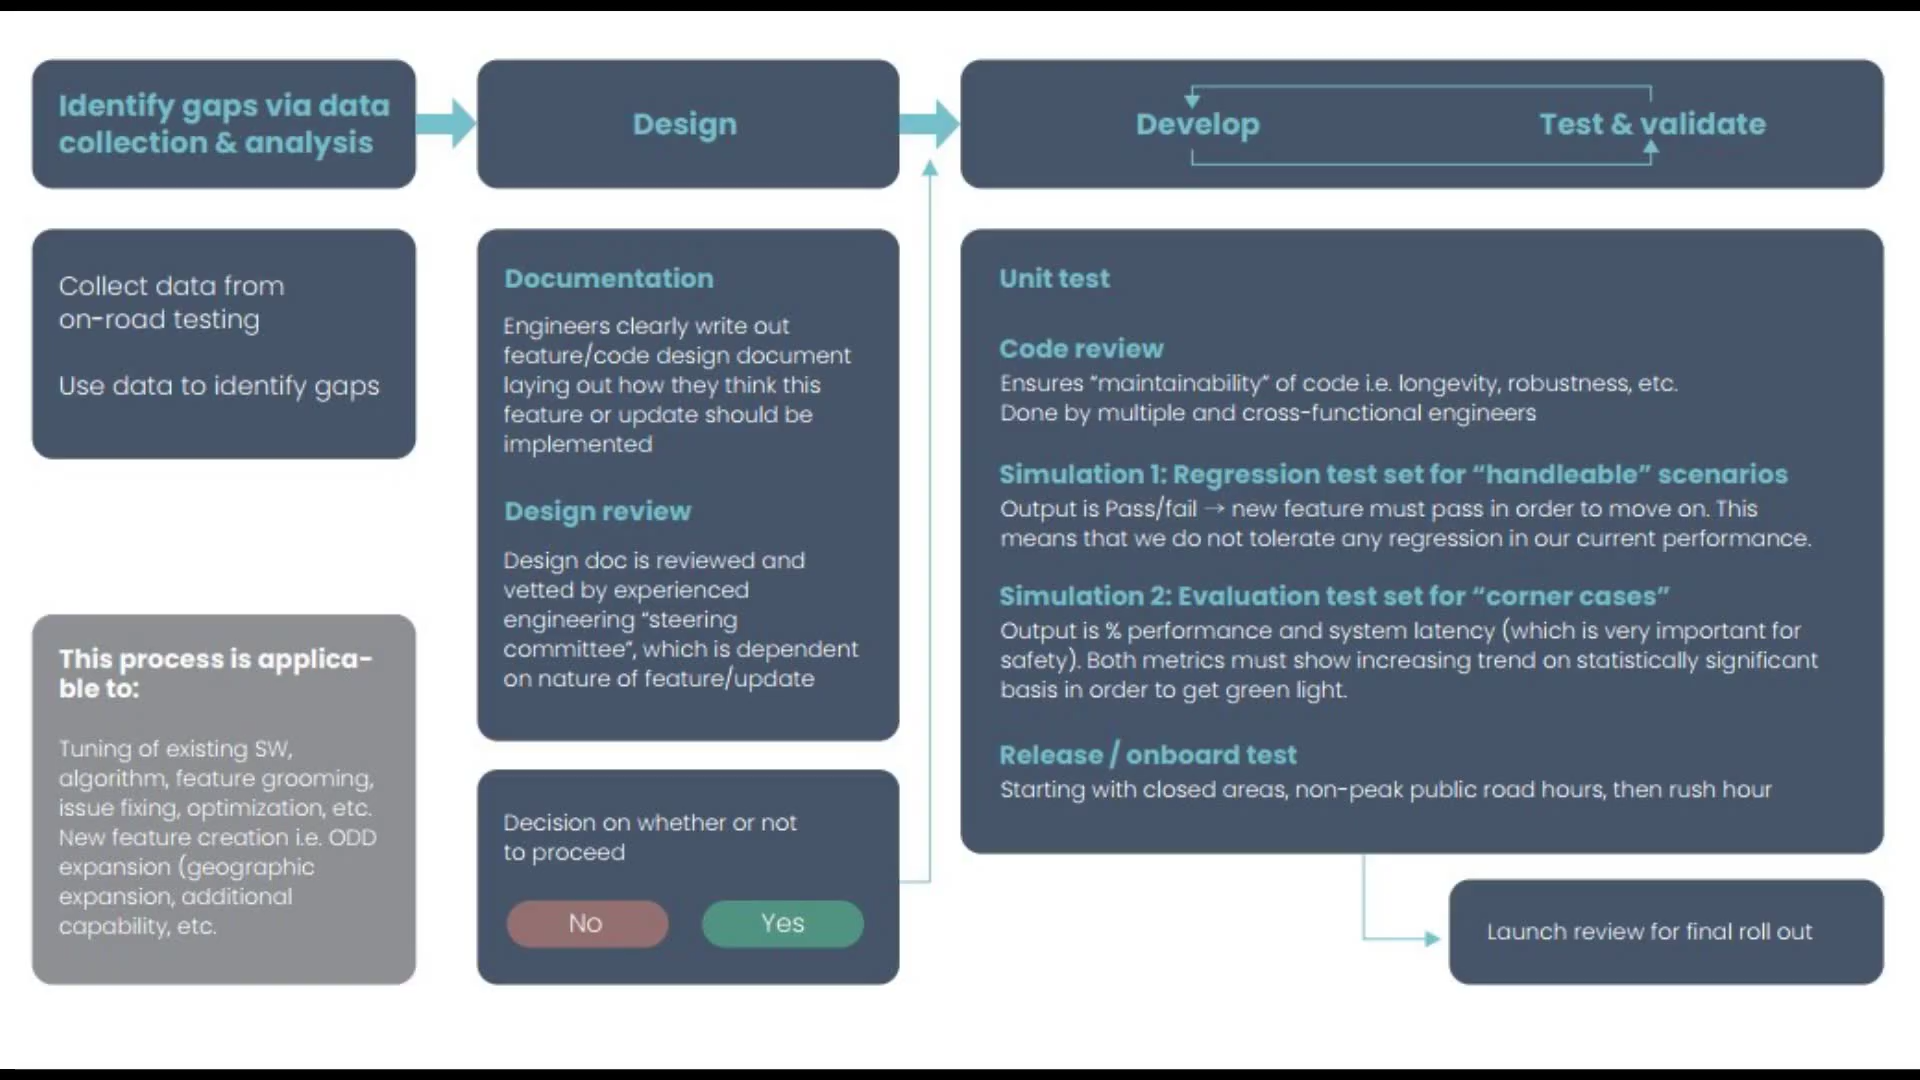 Identify gaps via data
collection & analysis
Design
Develop
Test & validate
Collect data from
on-road testing
Use data to identify gaps
This process is applica-
ble to:
Tuning of existing SW,
algorithm, feature grooming,
issue fixing, optimization, etc.
New feature creation i.e. ODD
expansion (geographic
expansion, additional
capability, etc.
Documentation
Engineers clearly write out
feature/code design document
laying out how they think this
feature or update should be
implemented
Design review
Design doc is reviewed and
vetted by experienced
engineering “steering
committee”, which is dependent
on nature of feature/update
Decision on whether or not
to proceed
No
Yes
Unit test
Code review
Ensures “maintainability” of code i.e. longevity, robustness, etc.
Done by multiple and cross-functional engineers
Simulation 1: Regression test set for “handleable” scenarios
Output is Pass/fail → new feature must pass in order to move on. This
means that we do not tolerate any regression in our current performance.
Simulation 2: Evaluation test set for “corner cases”
Output is % performance and system latency (which is very important for
safety). Both metrics must show increasing trend on statistically significant
basis in order to get green light.
Release / onboard test
Starting with closed areas, non-peak public road hours, then rush hour
Launch review for final roll out